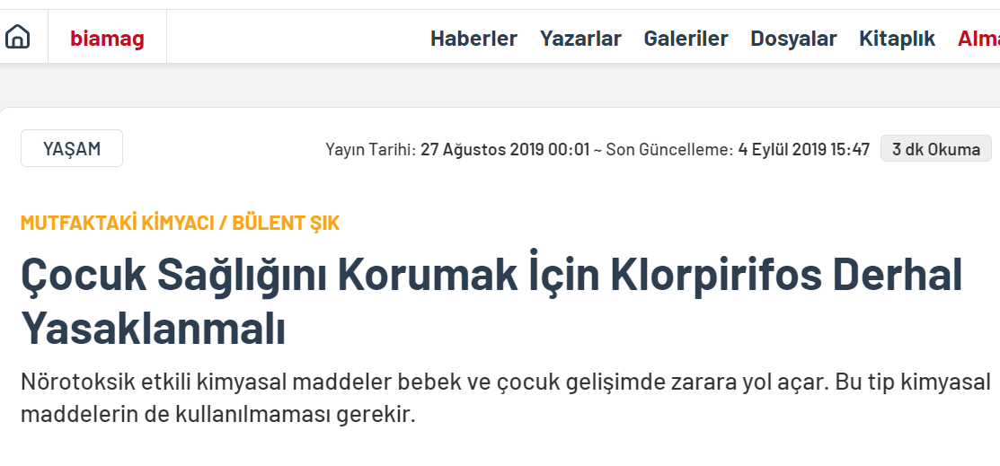 biamag
Haberler Yazarlar Galeriler Dosyalar Kitaplık
YAŞAM
Yayın Tarihi: 27 Ağustos 2019 00:01 ~ Son Güncelleme: 4 Eylül 2019 15:47 3 dk Okuma
MUTFAKTAKİ KİMYACI / BÜLENT ŞIK
Çocuk Sağlığını Korumak İçin Klorpirifos Derhal
Yasaklanmalı
Nörotoksik etkili kimyasal maddeler bebek ve çocuk gelişimde zarara yol açar. Bu tip kimyasal
maddelerin de kullanılmaması gerekir.